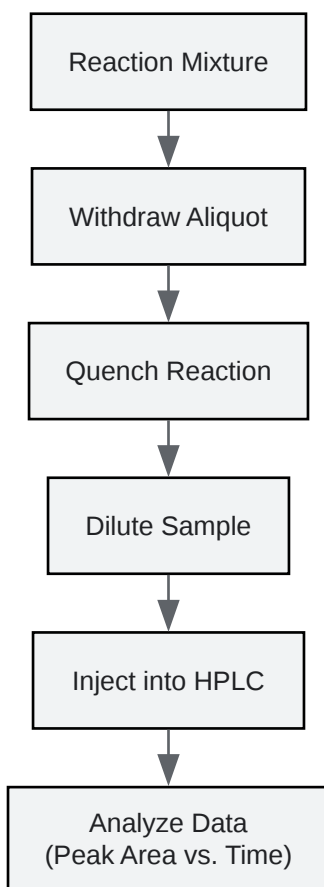 Reaction Mixture
Withdraw Aliquot
Quench Reaction
Dilute Sample
Inject into HPLC
Analyze Data
(Peak Area vs. Time)